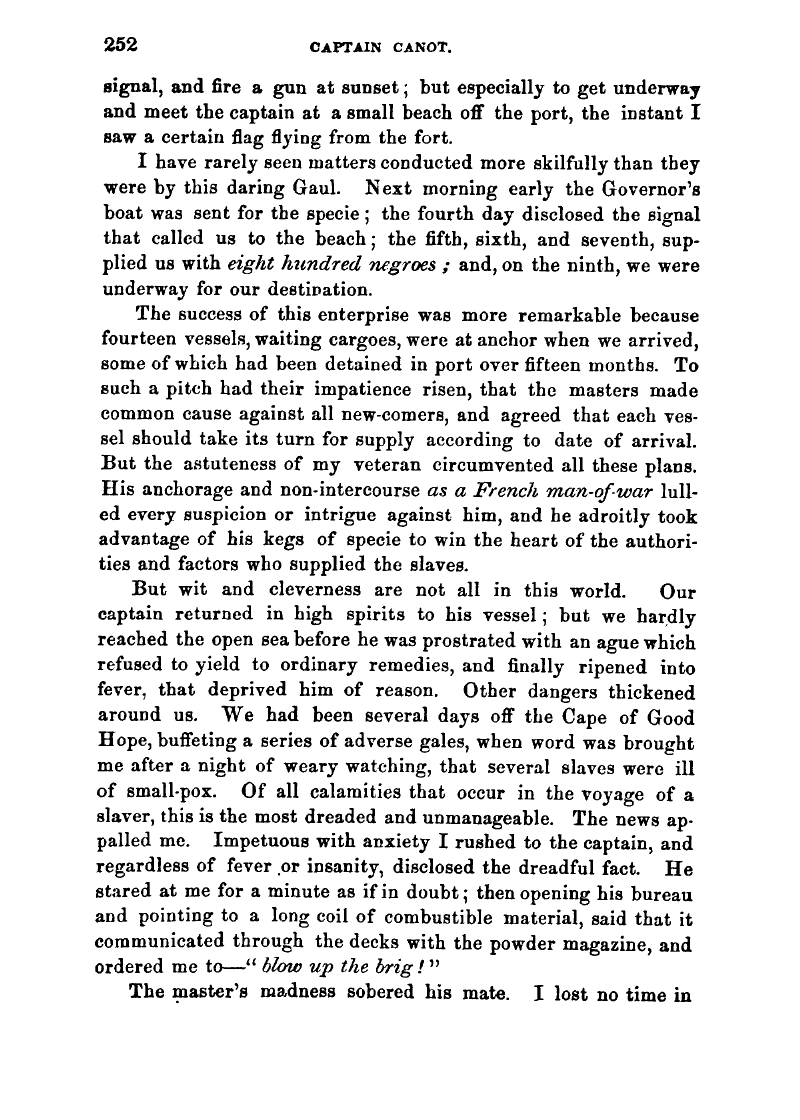 252 CAPTAIN CANOT.
signal, and fire a gun at sunset; but especially to get underway
and meet the captain at a small beach off the port, the instant I
saw a certain flag flying from the fort.
I have rarely seen matters conducted more skilfully than they
were by this daring Gaul. Next morning early the Governor's
boat was sent for the specie; the fourth day disclosed the signal
that called us to the beach; the fifth, sixth, and seventh, sup-
plied us with eight hundred negroes; and, on the ninth, we were
underway for our destination.
The success of this enterprise was more remarkable because
fourteen vessels, waiting cargoes, were at anchor when we arrived,
some of which had been detained in port over fifteen months. To
such a pitch had their impatience risen, that the masters made
common cause against all new-comers, and agreed that each ves-
sel should take its turn for supply according to date of arrival.
But the astuteness of my veteran circumvented all these plans.
His anchorage and non-intercourse as a French man-of-war lull-
ed every suspicion or intrigue against him, and he adroitly took
advantage of his kegs of specie to win the heart of the authori-
ties and factors who supplied the slaves.
But wit and cleverness are not all in this world. Our
captain returned in high spirits to his vessel; but we hardly
reached the open sea before he was prostrated with an ague which
refused to yield to ordinary remedies, and finally ripened into
fever, that deprived him of reason. Other dangers thickened
around us. We had been several days off the Cape of Good
Hope, buffeting a series of adverse gales, when word was brought
me after a night of weary watching, that several slaves were ill
of small-pox. Of all calamities that occur in the voyage of a
slaver, this is the most dreaded and unmanageable. The news ap-
palled me. Impetuous with anxiety I rushed to the captain, and
regardless of fever or insanity, disclosed the dreadful fact. He
stared at me for a minute as if in doubt; then opening his bureau
and pointing to a long coil of combustible material, said that it
communicated through the decks with the powder magazine, and
ordered me to—"blow up the brig!"
The master's madness sobered his mate. I lost no time in